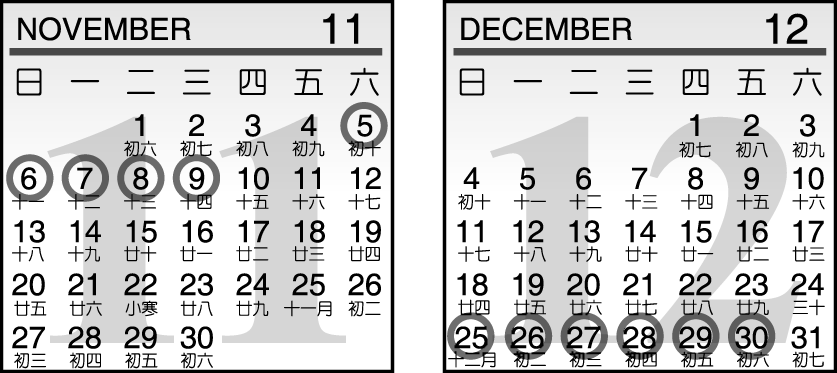 NOVEMBER 11
日 一 二 三 四 五 六
1 2 3 4 5
初六 初七 初八 初九 初十
6 7 8 9 10 11 12
十一 十二 十三 十四 十五 十六 十七
13 14 15 16 17 18 19
十八 十九 廿十 廿一 廿二 廿三 廿四
20 21 22 23 24 25 26
廿五 廿六 小寒 廿八 廿九 十一月 初二
27 28 29 30
初三 初四 初五 初六
11
DECEMBER 12
日 一 二 三 四 五 六
1 2 3
初七 初八 初九
4 5 6 7 8 9 10
初十 十一 十二 十三 十四 十五 十六
11 12 13 14 15 16 17
十七 十八 十九 廿十 廿一 廿二 廿三
18 19 20 21 22 23 24
廿四 廿五 廿六 廿七 廿八 廿九 三十
25 26 27 28 29 30 31
十二月 初二 初三 初四 初五 初六 初七
12